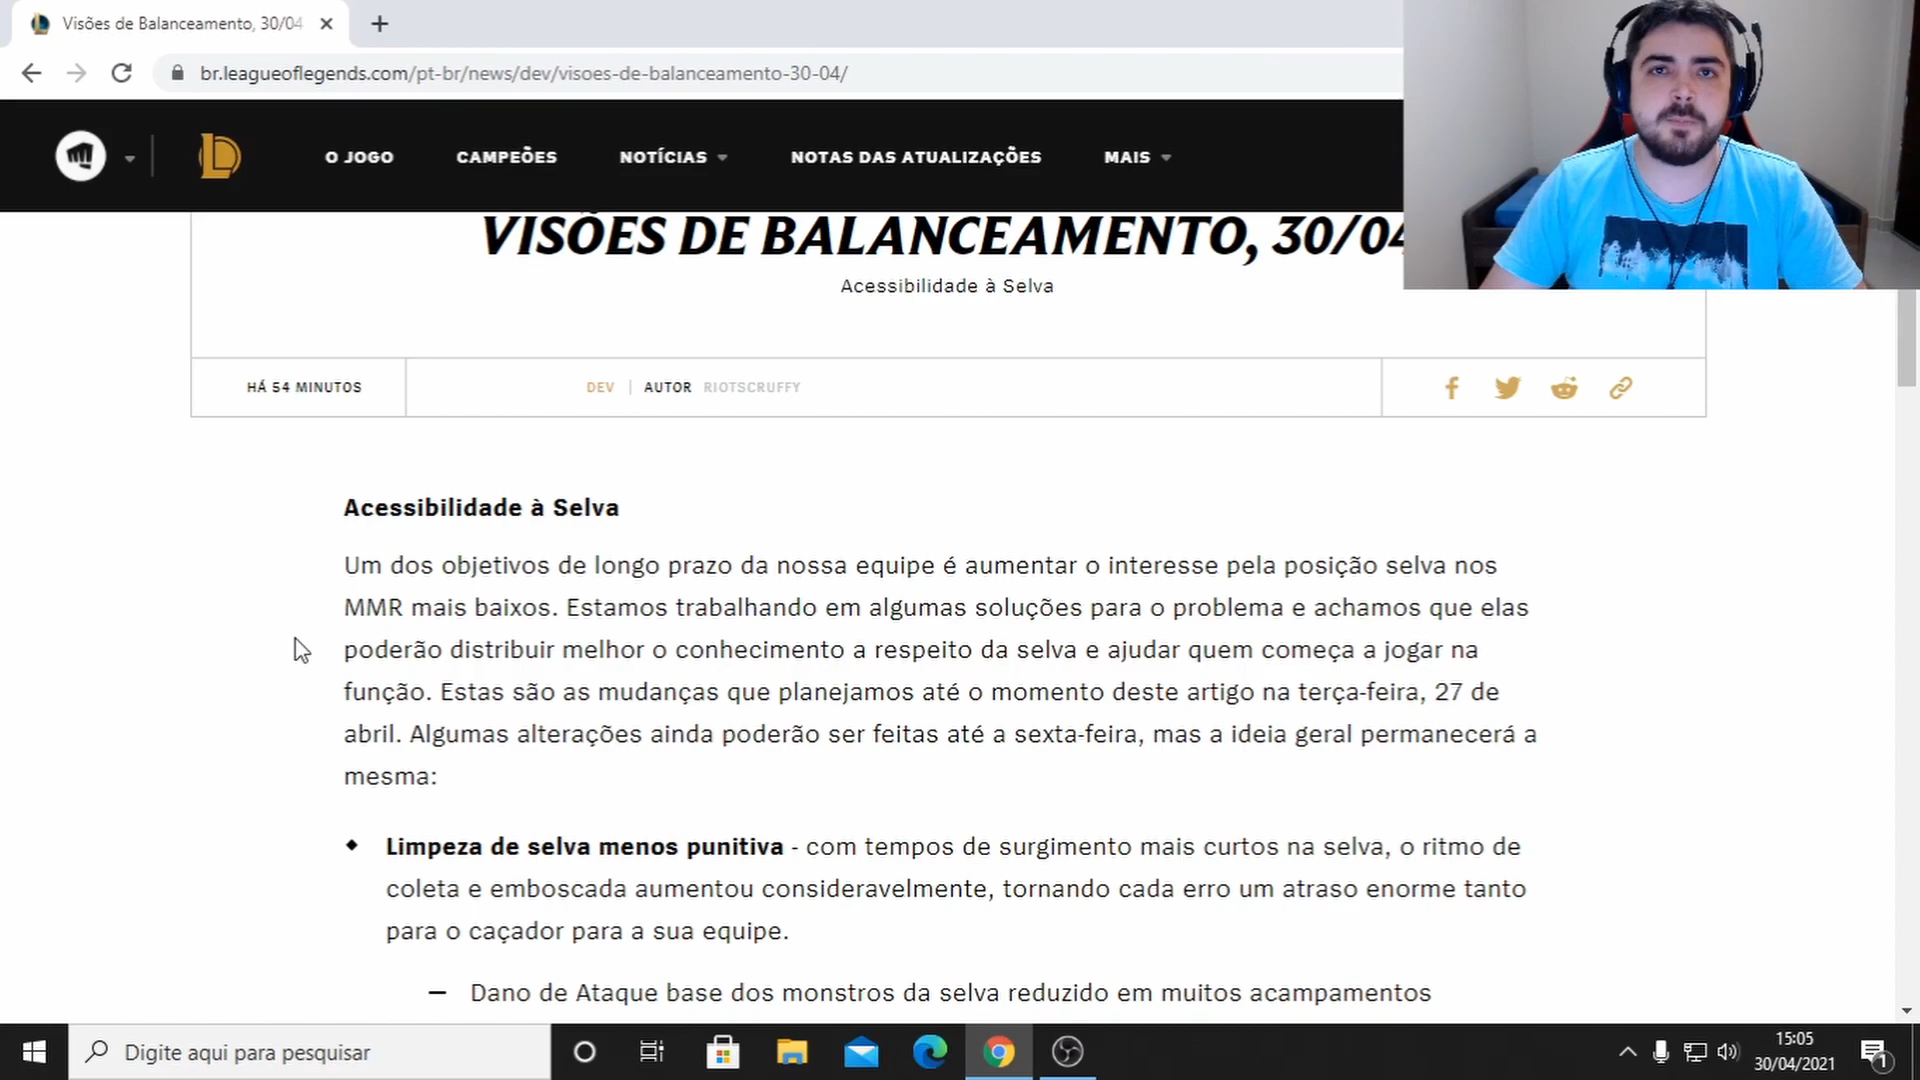 Visões de Balanceamento, 30/04
br.leagueoflegends.com/pt-br/news/dev/visoes-de-balanceamento-30-04/
O JOGO CAMPEÕES NOTÍCIAS NOTAS DAS ATUALIZAÇÕES MAIS
VISÕES DE BALANCEAMENTO, 30/04
Acessibilidade à Selva
HÁ 54 MINUTOS DEV | AUTOR RIOTSCRUFFY
Acessibilidade à Selva
Um dos objetivos de longo prazo da nossa equipe é aumentar o interesse pela posição selva nos
MMR mais baixos. Estamos trabalhando em algumas soluções para o problema e achamos que elas
poderão distribuir melhor o conhecimento a respeito da selva e ajudar quem começa a jogar na
função. Estas são as mudanças que planejamos até o momento deste artigo na terça-feira, 27 de
abril. Algumas alterações ainda poderão ser feitas até a sexta-feira, mas a ideia geral permanecerá a
mesma:
Limpeza de selva menos punitiva - com tempos de surgimento mais curtos na selva, o ritmo de
coleta e emboscada aumentou consideravelmente, tornando cada erro um atraso enorme tanto
para o caçador para a sua equipe.
— Dano de Ataque base dos monstros da selva reduzido em muitos acampamentos
Digite aqui para pesquisar
15:05
30/04/2021
1